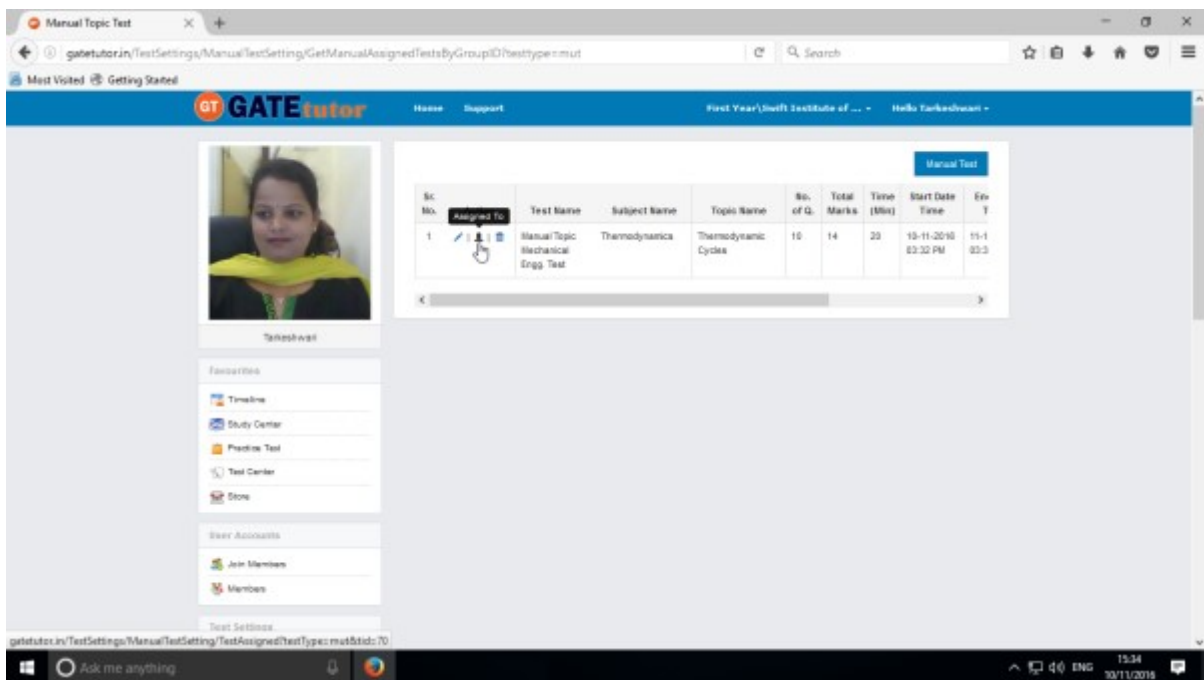 Manual Topic Test
gatetutor.in/TestSettings/ManualTestSetting/GetManualAssignedTestsByGroupID?testtype=mut
Search
Most Visited Getting Started
GT GATEtutor Home Support First Year\Swift Institute of ... Hello Tarkeshwari
Manual Test
Sr. No. Test Name Subject Name Topic Name No. of Q. Total Marks Time (Min) Start Date Time
Assigned To
1 Manual Topic Mechanical Engg. Test Thermodynamics Thermodynamic Cycles 10 14 20 10-11-2016 03:32 PM 11-1 03:3
Tarkeshwari
Favourites
Timeline
Study Center
Practice Test
Test Center
Store
User Accounts
Join Members
Members
Test Settings
gatetutor.in/TestSettings/ManualTestSetting/TestAssigned?testType=mut&tid=70
Ask me anything
ENG
15:34
10/11/2016